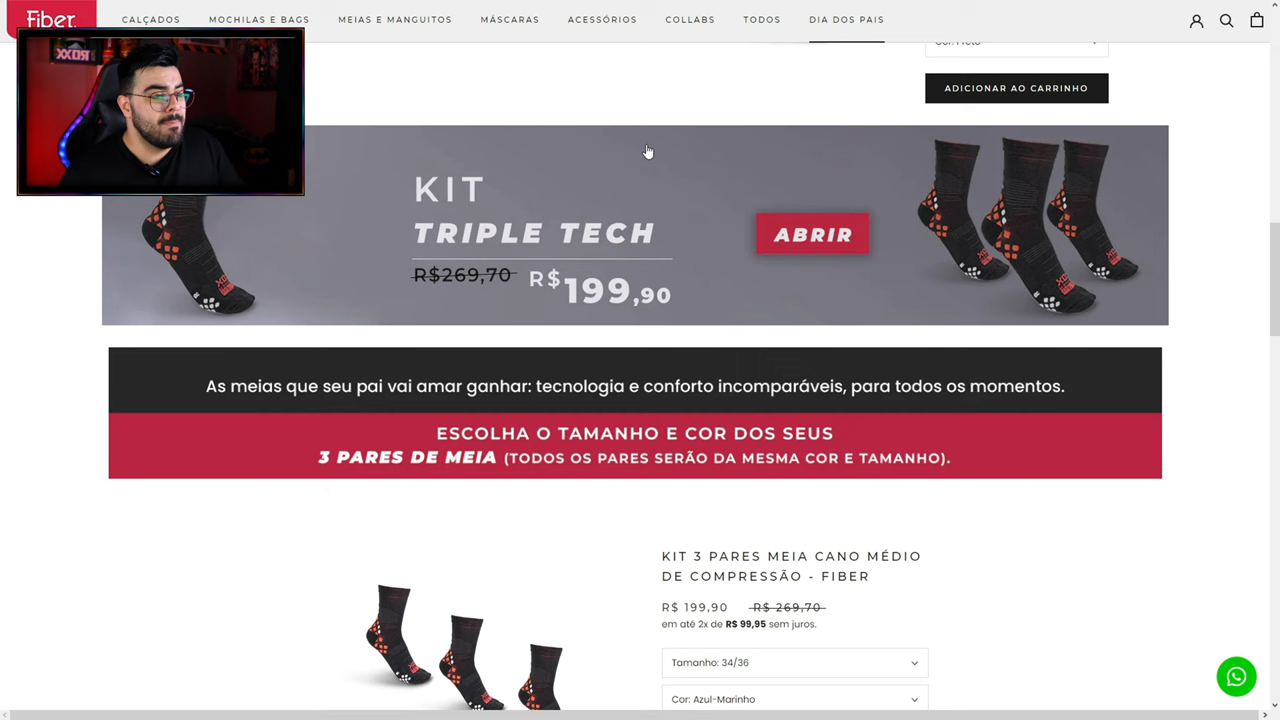 Fiber.
CALÇADOS MOCHILAS E BAGS MEIAS E MANGUITOS MÁSCARAS ACESSÓRIOS COLLABS TODOS DIA DOS PAIS
ADICIONAR AO CARRINHO
KIT
TRIPLE TECH
R$269,70 R$199,90
ABRIR
As meias que seu pai vai amar ganhar: tecnologia e conforto incomparáveis, para todos os momentos.
ESCOLHA O TAMANHO E COR DOS SEUS
3 PARES DE MEIA (TODOS OS PARES SERÃO DA MESMA COR E TAMANHO).
KIT 3 PARES MEIA CANO MÉDIO
DE COMPRESSÃO - FIBER
R$ 199,90 R$ 269,70
em até 2x de R$ 99,95 sem juros.
Tamanho: 34/36
Cor: Azul-Marinho